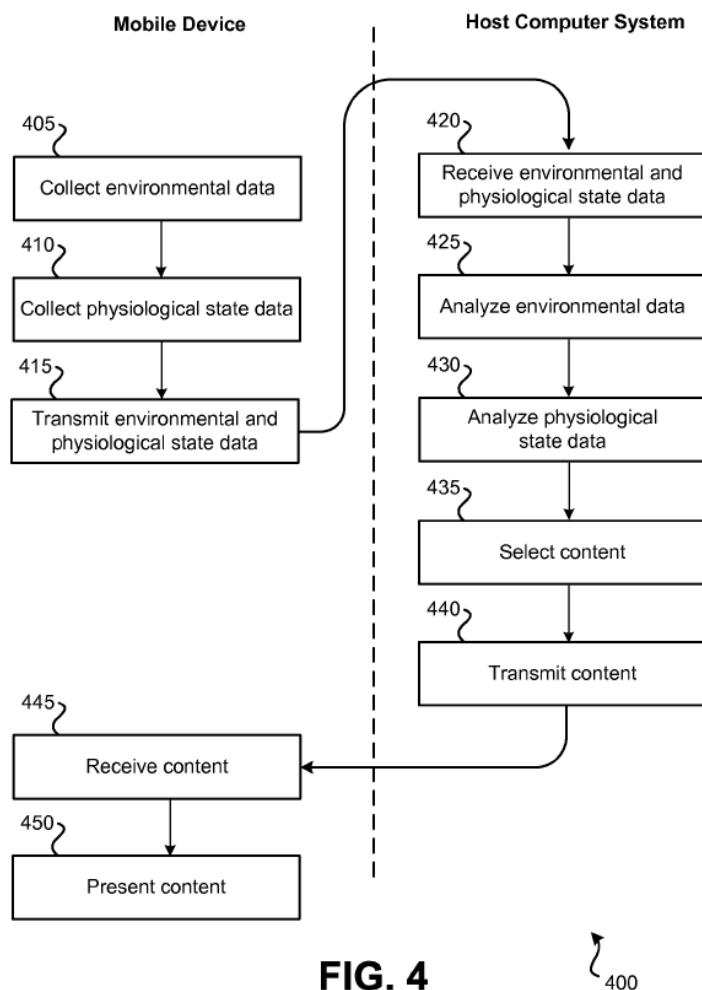 Mobile Device
Host Computer System
405
Collect environmental data
410
Collect physiological state data
415
Transmit environmental and
physiological state data
420
Receive environmental and
physiological state data
425
Analyze environmental data
430
Analyze physiological
state data
435
Select content
440
Transmit content
445
Receive content
450
Present content
FIG. 4
400